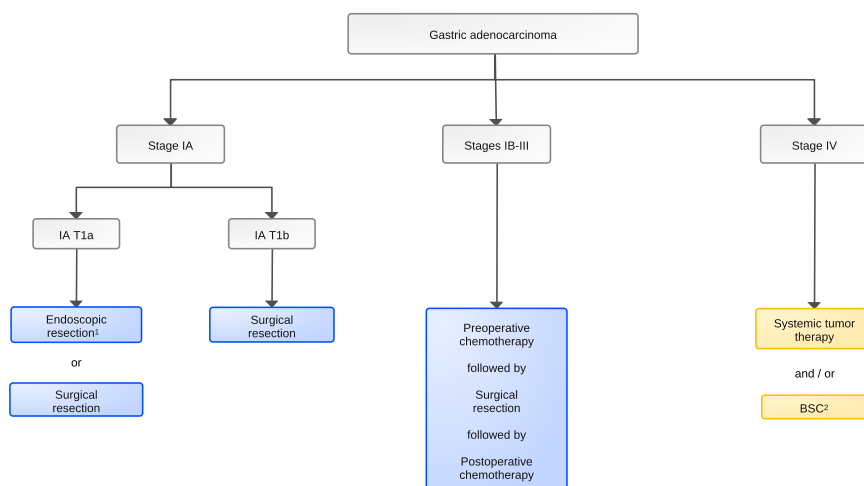 Gastric adenocarcinoma
Stage IA
Stages IB-III
Stage IV
IA T1a
IA T1b
Endoscopic
resection¹
or
Surgical
resection
Surgical
resection
Preoperative
chemotherapy
followed by
Surgical
resection
followed by
Postoperative
chemotherapy
Systemic tumor
therapy
and / or
BSC²